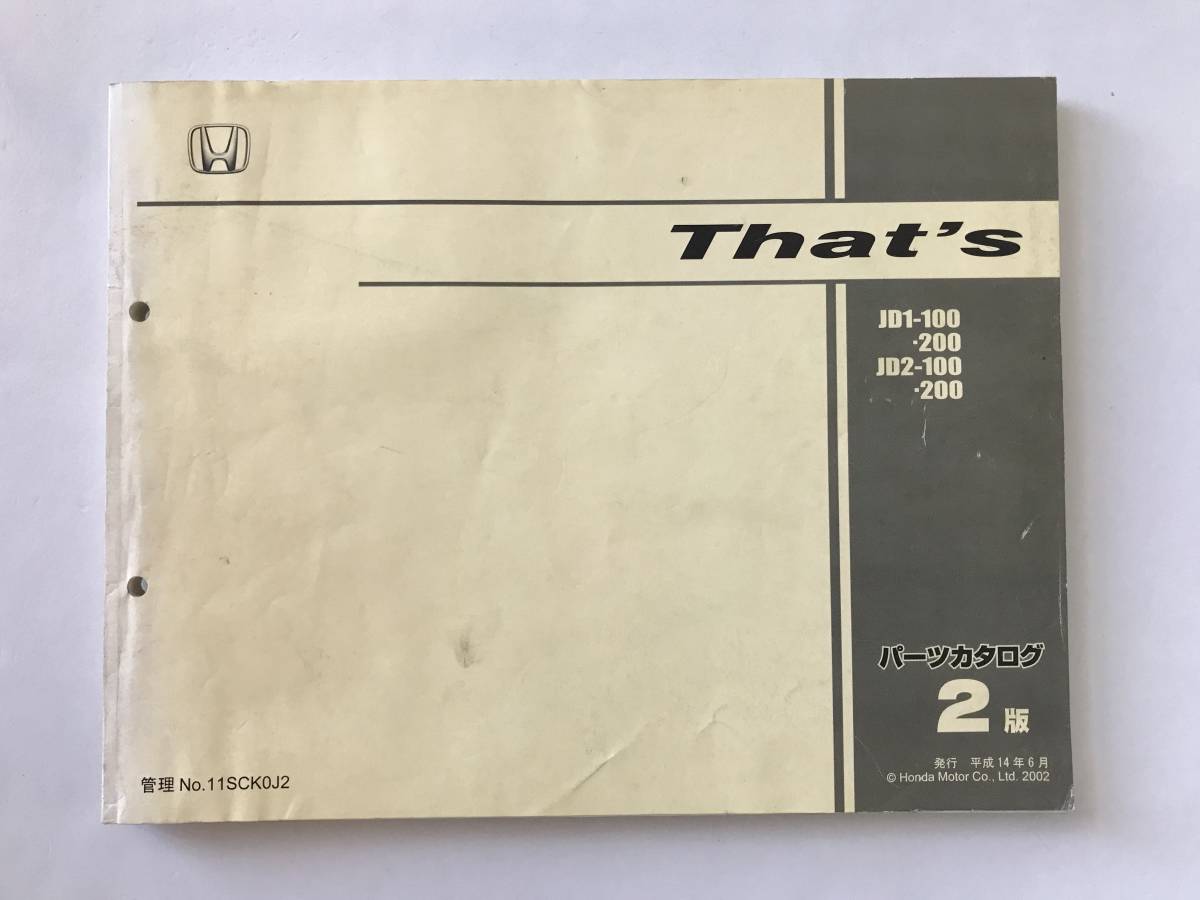 That's
JD1-100
·200
JD2-100
·200
パーツカタログ
2版
発行 平成14年6月
© Honda Motor Co., Ltd. 2002
管理 No.11SCK0J2